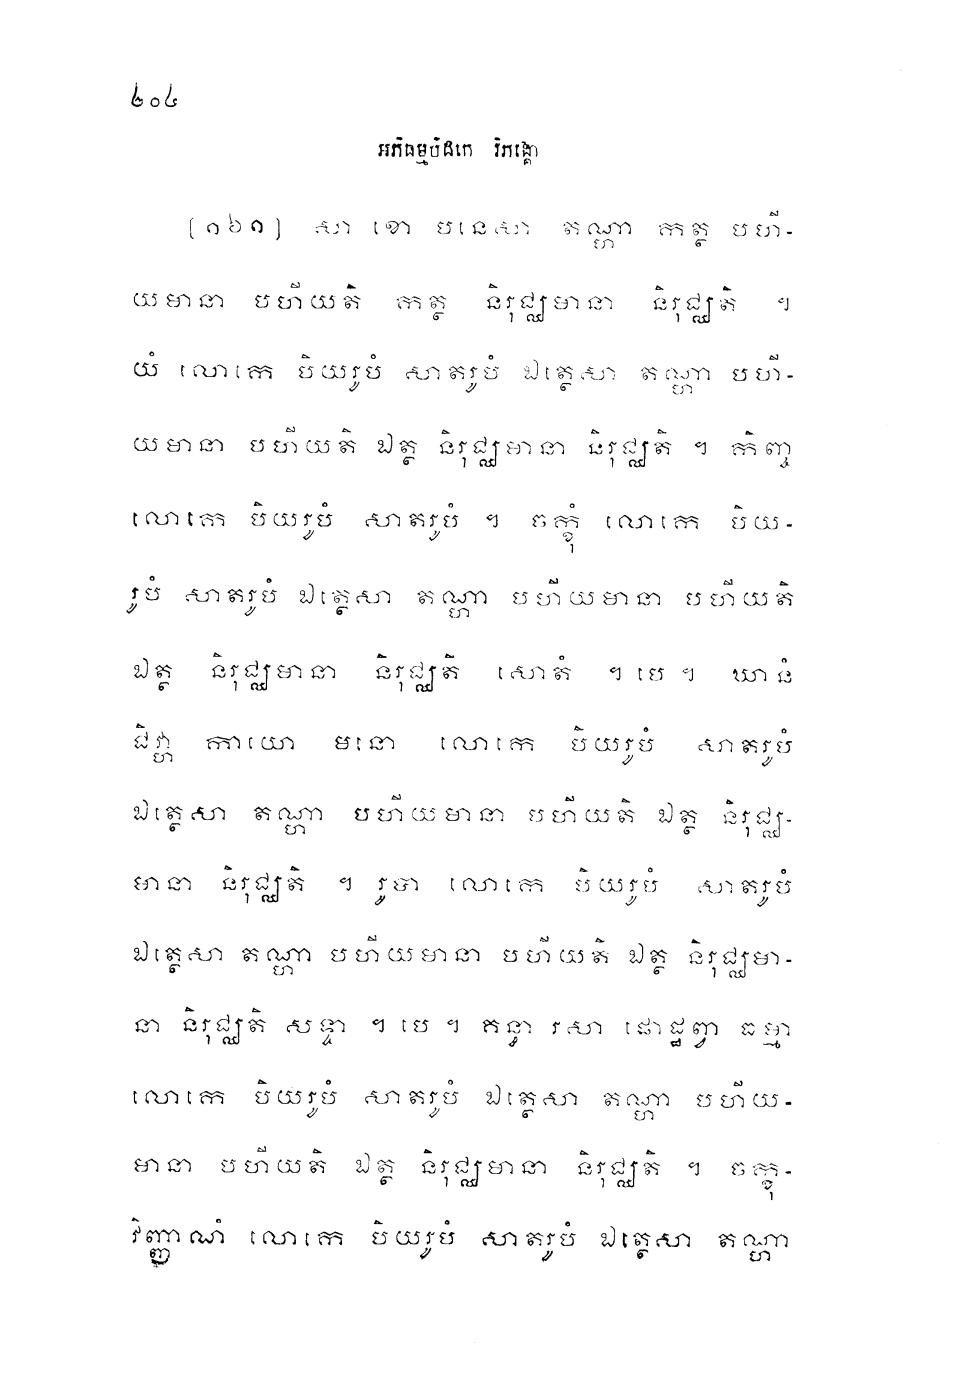 ២០៤
អភិធម្មបិដកេ វិភង្គោ
[១៦១] សា ខោ បនេសា តណ្ហា កត្ថ បហី-
យមានា បហីយតិ កត្ថ និរុជ្ឈមានា និរុជ្ឈតិ ។
យំ លោកេ បិយរូបំ សាតរូបំ ឯត្ថេសា តណ្ហា បហី-
យមានា បហីយតិ ឯត្ថ និរុជ្ឈមានា និរុជ្ឈតិ ។ កិញ្ច
លោកេ បិយរូបំ សាតរូបំ ។ ចក្ខុំ លោកេ បិយ-
រូបំ សាតរូបំ ឯត្ថេសា តណ្ហា បហីយមានា បហីយតិ
ឯត្ថ និរុជ្ឈមានា និរុជ្ឈតិ សោតំ ។ បេ ។ ឃានំ
ជិវ្ហា កាយោ មនោ លោកេ បិយរូបំ សាតរូបំ
ឯត្ថេសា តណ្ហា បហីយមានា បហីយតិ ឯត្ថ និរុជ្ឈ-
មានា និរុជ្ឈតិ ។ រូបា លោកេ បិយរូបំ សាតរូបំ
ឯត្ថេសា តណ្ហា បហីយមានា បហីយតិ ឯត្ថ និរុជ្ឈមា-
នា និរុជ្ឈតិ សទ្ទា ។ បេ ។ គន្ធា រសា ផោដ្ឋព្វា ធម្មា
លោកេ បិយរូបំ សាតរូបំ ឯត្ថេសា តណ្ហា បហីយ-
មានា បហីយតិ ឯត្ថ និរុជ្ឈមានា និរុជ្ឈតិ ។ ចក្ខុ-
វិញ្ញាណំ លោកេ បិយរូបំ សាតរូបំ ឯត្ថេសា តណ្ហា